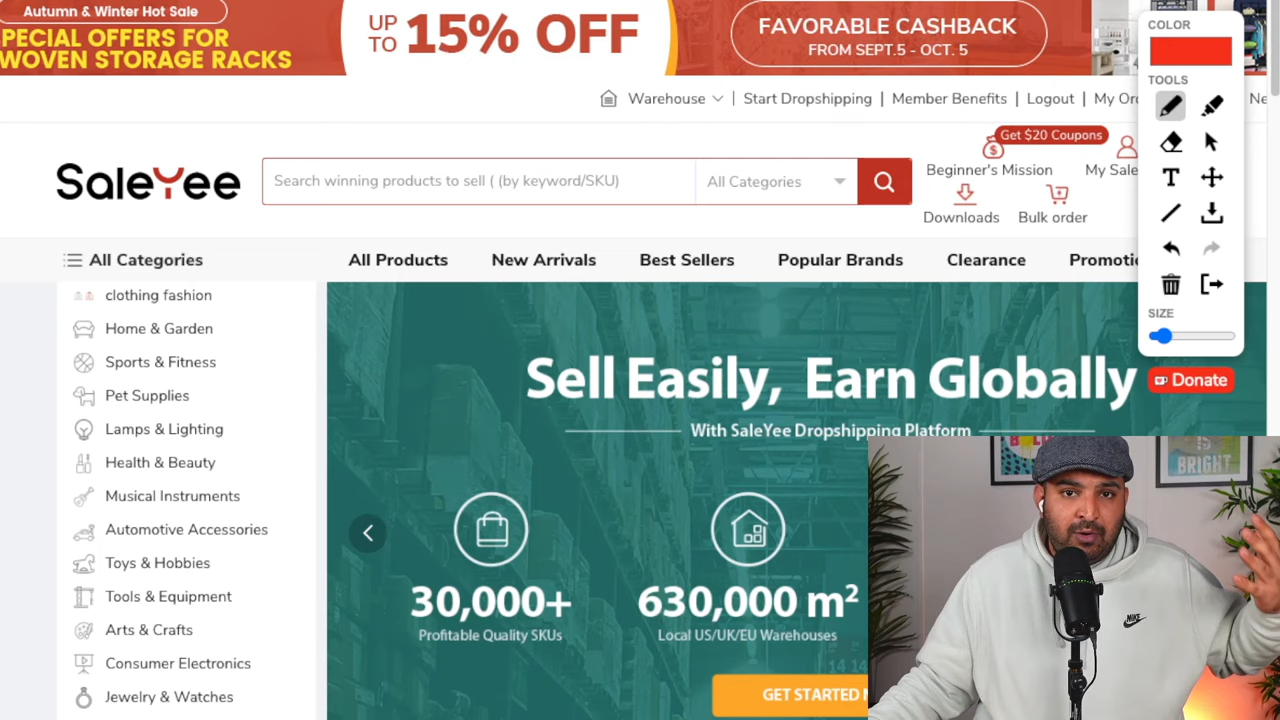 Autumn & Winter Hot Sale
PECIAL OFFERS FOR
WOVEN STORAGE RACKS
UP
TO
15% OFF
FAVORABLE CASHBACK
FROM SEPT.5 - OCT. 5
Warehouse | Start Dropshipping | Member Benefits | Logout | My Or
Ne
SaleYee
Search winning products to sell ( (by keyword/SKU)
All Categories
Get $20 Coupons
Beginner's Mission
My Sale
Downloads
Bulk order
All Categories
All Products
New Arrivals
Best Sellers
Popular Brands
Clearance
Promotio
clothing fashion
Home & Garden
Sports & Fitness
Pet Supplies
Lamps & Lighting
Health & Beauty
Musical Instruments
Automotive Accessories
Toys & Hobbies
Tools & Equipment
Arts & Crafts
Consumer Electronics
Jewelry & Watches
Sell Easily, Earn Globally
With SaleYee Dropshipping Platform
30,000+
Profitable Quality SKUs
630,000 m²
Local US/UK/EU Warehouses
14 14
GET STARTED
COLOR
TOOLS
T
SIZE
Donate
IS
BRIGHT
NIKE